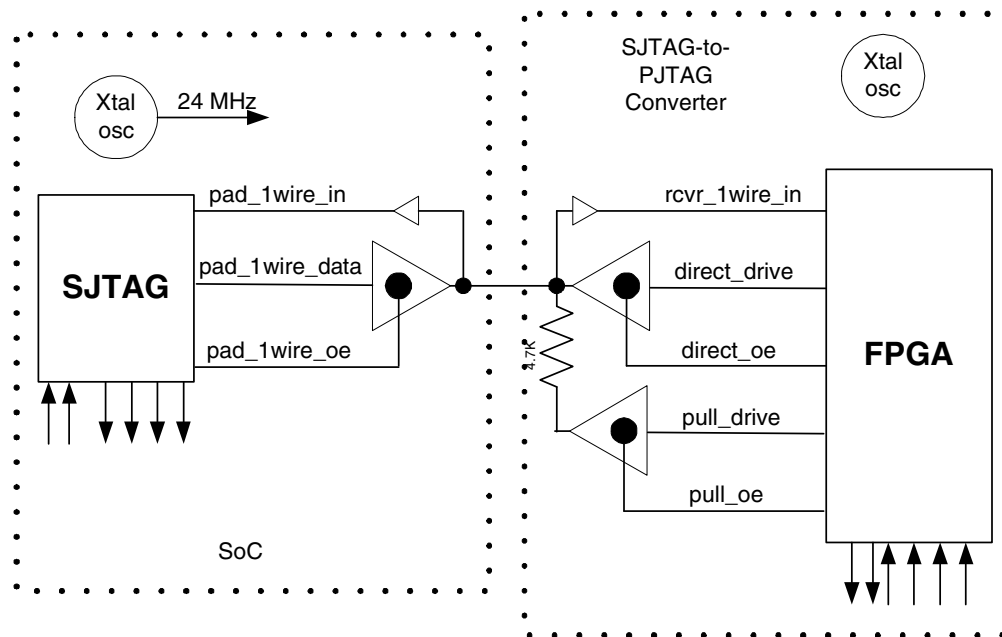 SJTAG-to-
PJTAG
Converter
Xtal
osc
24 MHz
Xtal
osc
pad_1wire_in
rcvr_1wire_in
SJTAG
pad_1wire_data
direct_drive
pad_1wire_oe
4.7K
direct_oe
FPGA
pull_drive
pull_oe
SoC